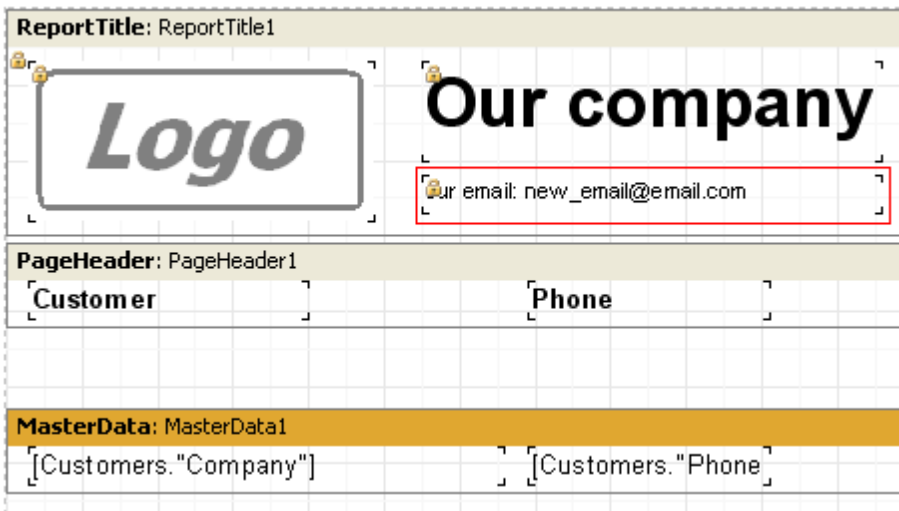 ReportTitle: ReportTitle1
Logo
Our company
ur email: new_email@email.com
PageHeader: PageHeader1
Customer Phone
MasterData: MasterData1
[Customers."Company"] [Customers."Phone